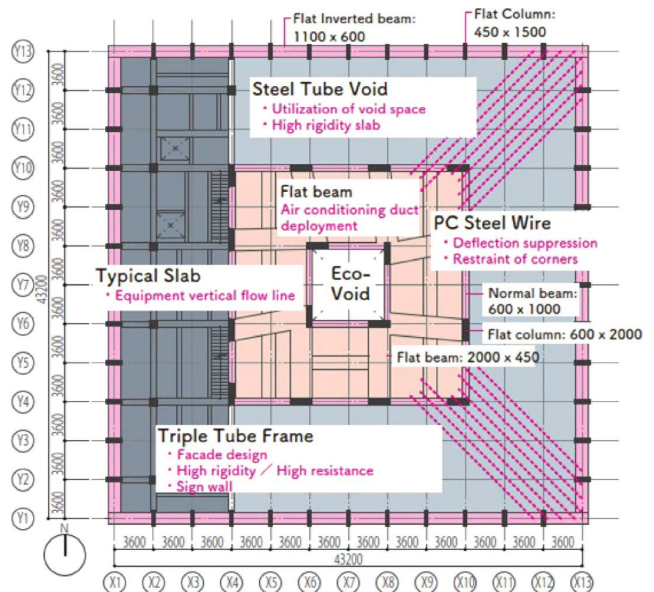 Flat Inverted beam:
1100 x 600
Flat Column:
450 x 1500
Y13
Y12
Y11
Y10
Y9
Y8
Y7
Y6
Y5
Y4
Y3
Y2
Y1
43200
3600
3600
3600
3600
3600
3600
3600
3600
3600
3600
3600
3600
Steel Tube Void
・Utilization of void space
・High rigidity slab
Flat beam
Air conditioning duct
deployment
PC Steel Wire
・Deflection suppression
・Restraint of corners
Typical Slab
・Equipment vertical flow line
Eco-
Void
Normal beam:
600 x 1000
Flat column: 600 x 2000
Flat beam: 2000 x 450
Triple Tube Frame
・Facade design
・High rigidity / High resistance
・Sign wall
N
3600 3600 3600 3600 3600 3600 3600 3600 3600 3600 3600 3600
43200
X1 X2 X3 X4 X5 X6 X7 X8 X9 X10 X11 X12 X13